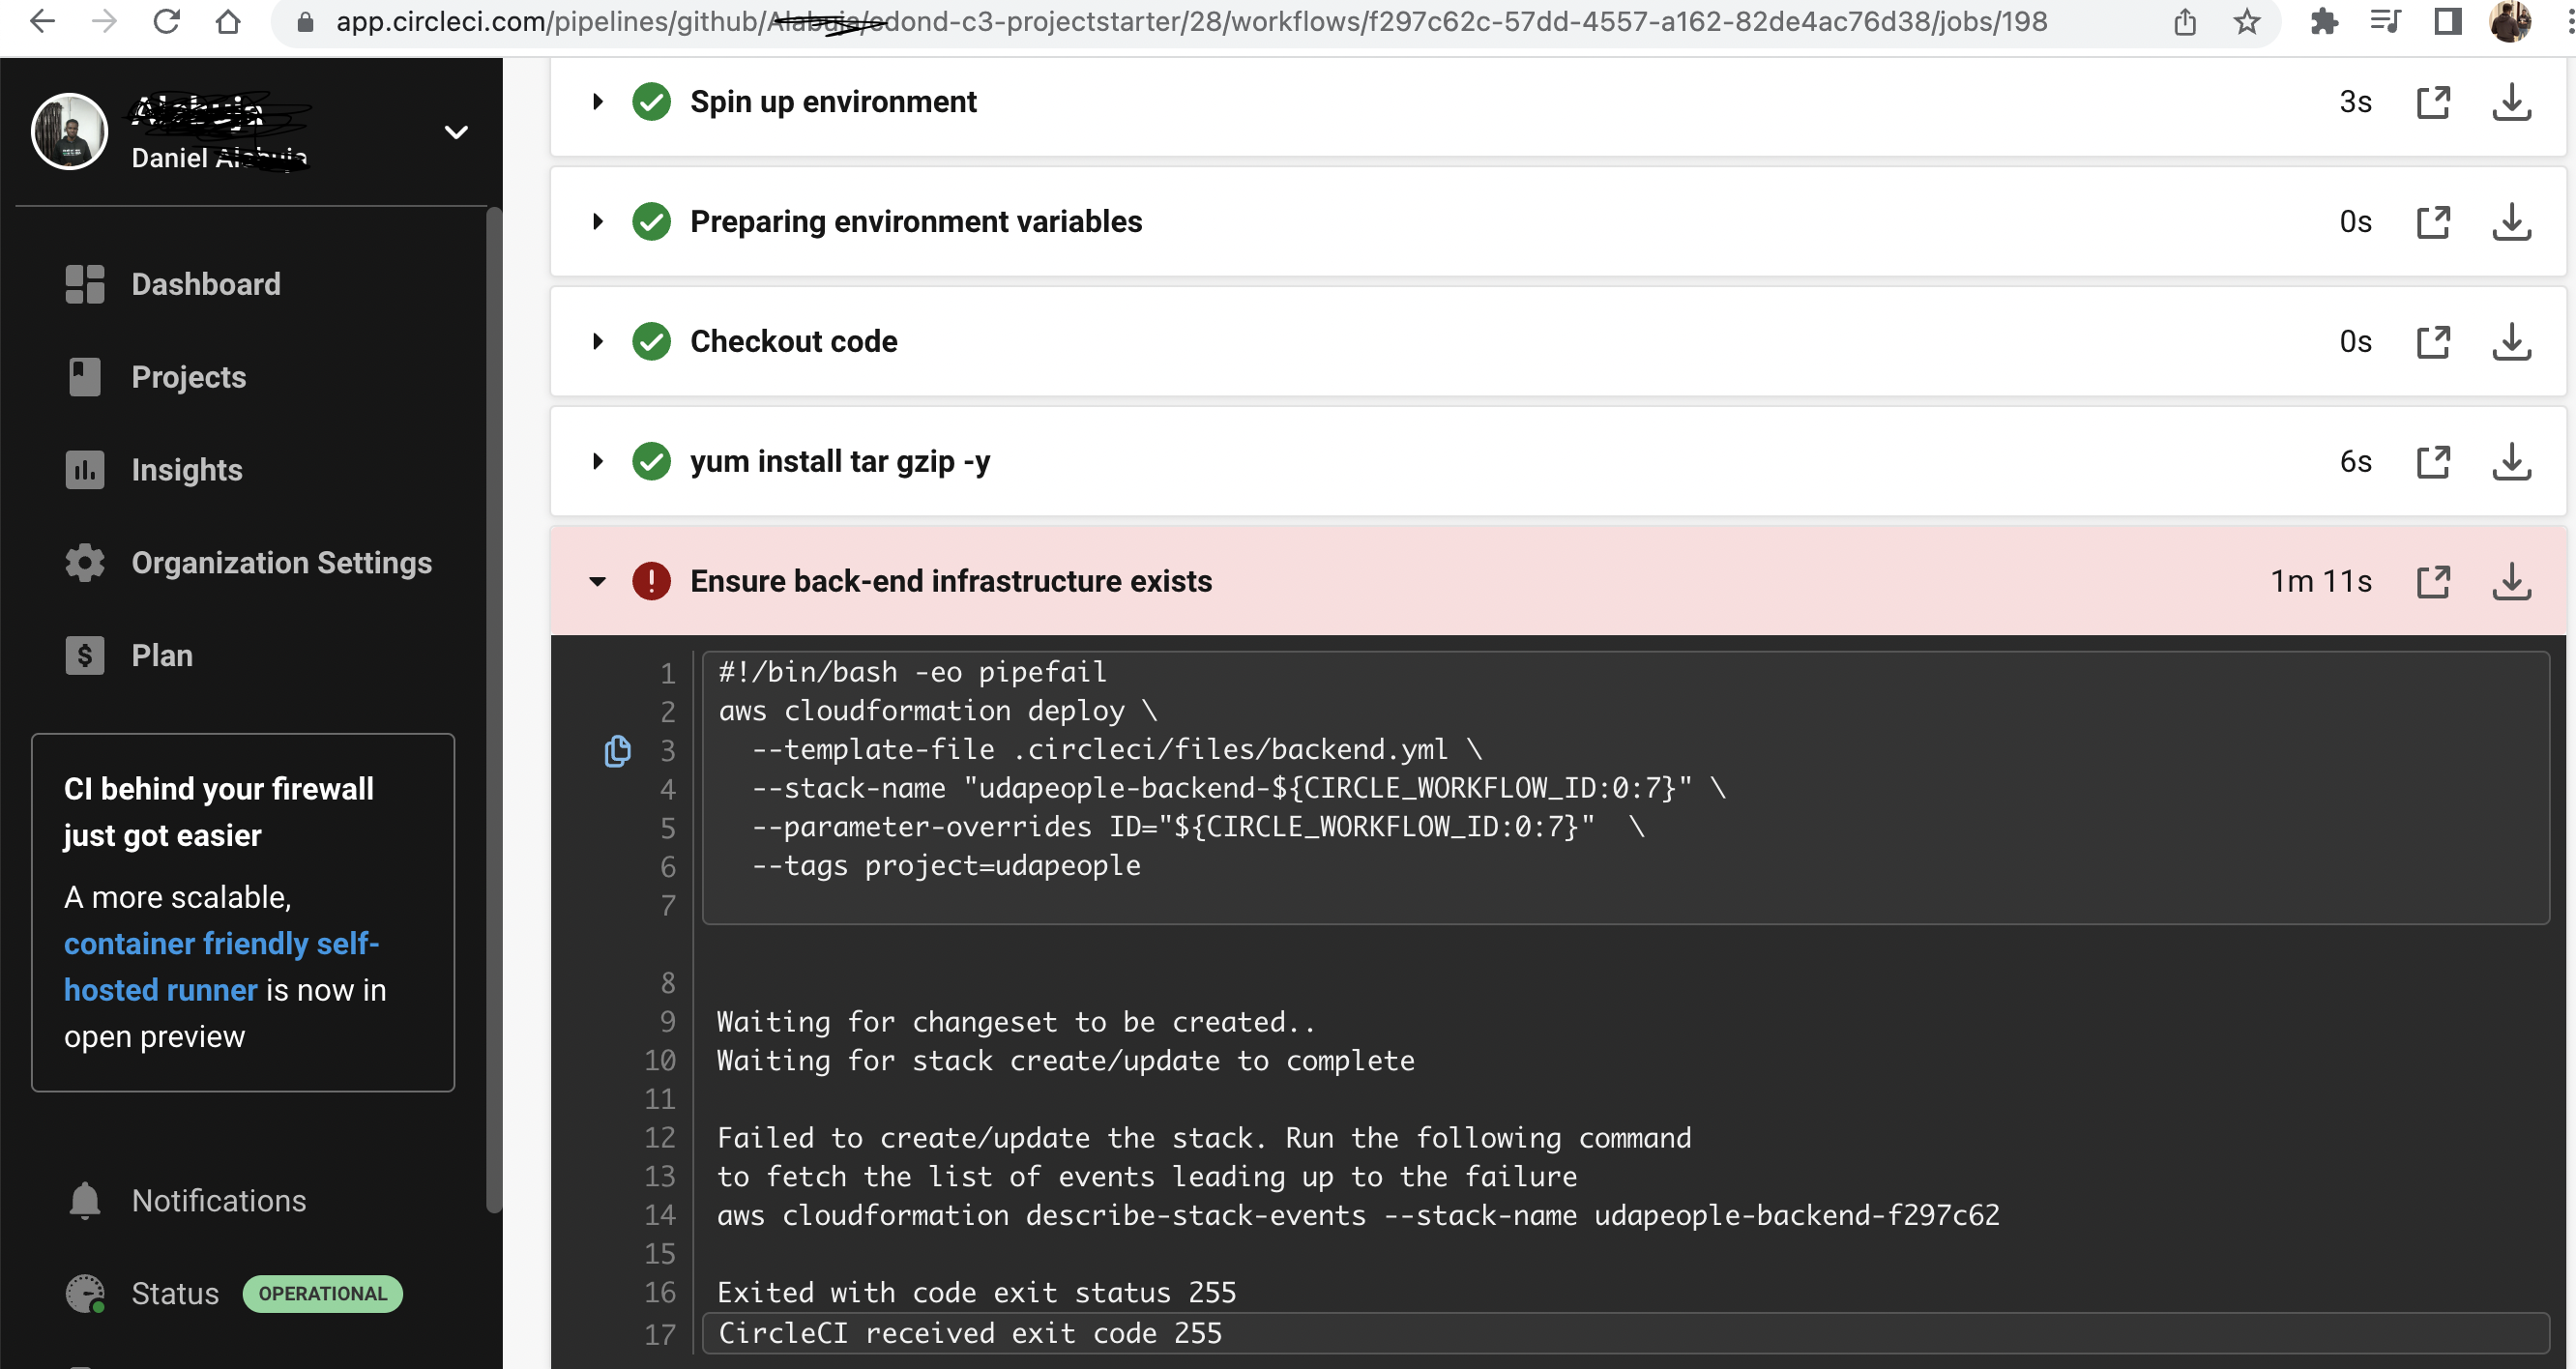 app.circleci.com/pipelines/github/Alabuja/cdond-c3-projectstarter/28/workflows/f297c62c-57dd-4557-a162-82de4ac76d38/jobs/198
Daniel
Dashboard
Projects
Insights
Organization Settings
Plan
CI behind your firewall
just got easier
A more scalable,
container friendly self-
hosted runner is now in
open preview
Notifications
Status OPERATIONAL
Spin up environment 3s
Preparing environment variables 0s
Checkout code 0s
yum install tar gzip -y 6s
Ensure back-end infrastructure exists 1m 11s
1 #!/bin/bash -eo pipefail
2 aws cloudformation deploy \
3 --template-file .circleci/files/backend.yml \
4 --stack-name "udapeople-backend-${CIRCLE_WORKFLOW_ID:0:7}" \
5 --parameter-overrides ID="${CIRCLE_WORKFLOW_ID:0:7}" \
6 --tags project=udapeople
7
8
9 Waiting for changeset to be created..
10 Waiting for stack create/update to complete
11
12 Failed to create/update the stack. Run the following command
13 to fetch the list of events leading up to the failure
14 aws cloudformation describe-stack-events --stack-name udapeople-backend-f297c62
15
16 Exited with code exit status 255
17 CircleCI received exit code 255